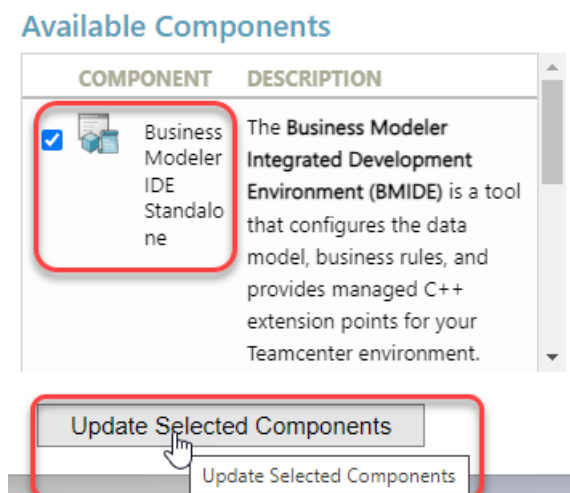 Available Components
COMPONENT DESCRIPTION
Business
Modeler
IDE
Standalo
ne
The Business Modeler
Integrated Development
Environment (BMIDE) is a tool
that configures the data
model, business rules, and
provides managed C++
extension points for your
Teamcenter environment.
Update Selected Components
Update Selected Components